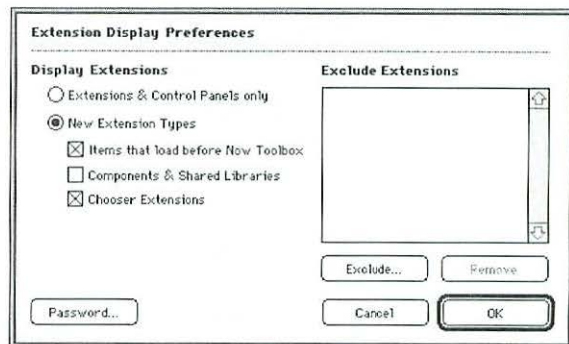 Extension Display Preferences
Display Extensions
Extensions & Control Panels only
New Extension Types
Items that load before Now Toolbox
Components & Shared Libraries
Chooser Extensions
Exclude Extensions
Exclude...
Remove
Password...
Cancel
OK